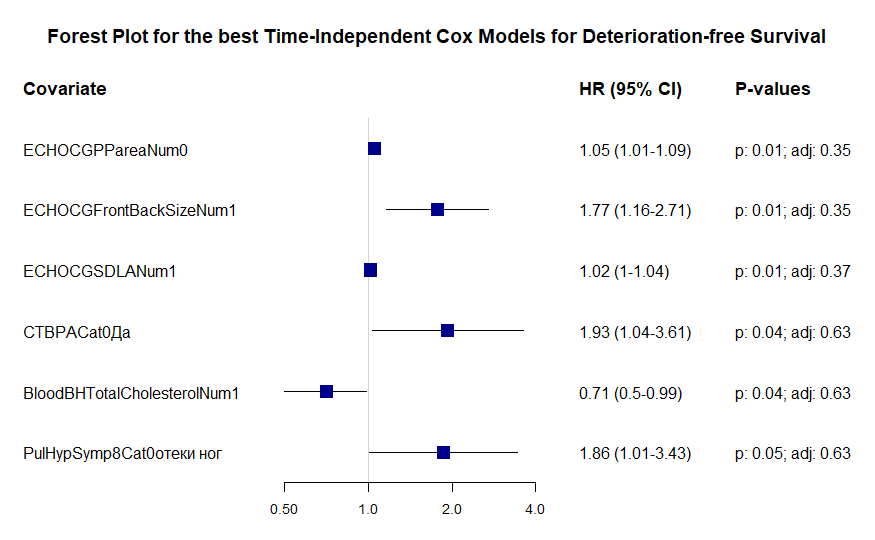 Forest Plot for the best Time-Independent Cox Models for Deterioration-free Survival
Covariate HR (95% CI) P-values
ECHOCGPPareaNum0 1.05 (1.01-1.09) p: 0.01; adj: 0.35
ECHOCGFrontBackSizeNum1 1.77 (1.16-2.71) p: 0.01; adj: 0.35
ECHOCGSDLANum1 1.02 (1-1.04) p: 0.01; adj: 0.37
CTBPACat0Да 1.93 (1.04-3.61) p: 0.04; adj: 0.63
BloodBHTotalCholesterolNum1 0.71 (0.5-0.99) p: 0.04; adj: 0.63
PulHypSymp8Cat0отеки ног 1.86 (1.01-3.43) p: 0.05; adj: 0.63
0.50 1.0 2.0 4.0